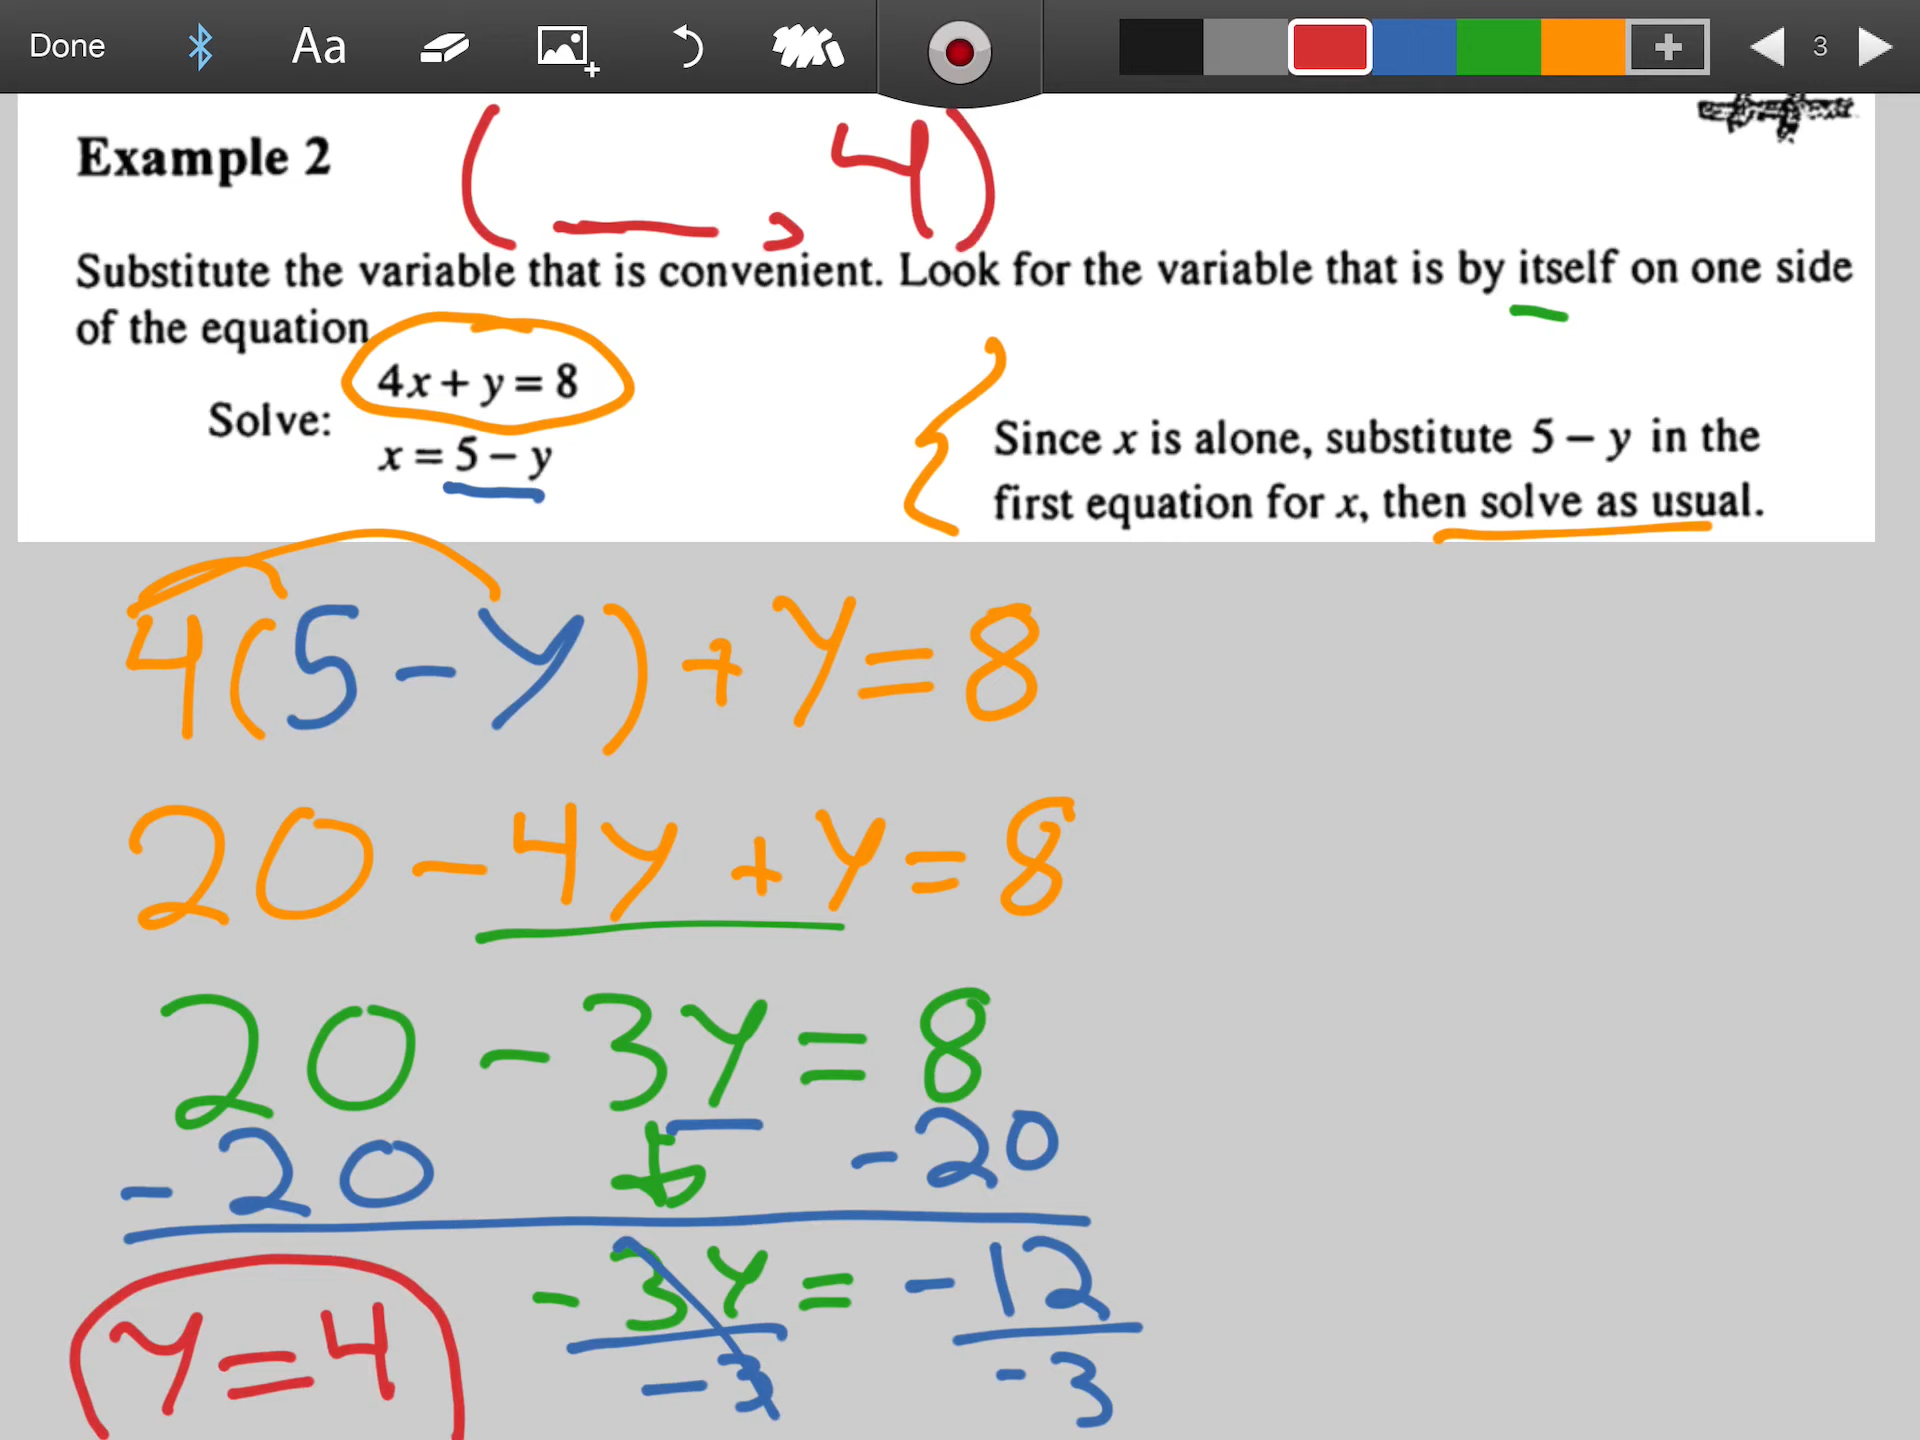 Done Aa 3
Example 2 ( __ , 4)
Substitute the variable that is convenient. Look for the variable that is by itself on one side
of the equation
4x + y = 8
Solve:
x = 5 – y
Since x is alone, substitute 5 – y in the
first equation for x, then solve as usual.
4(5 - y) + y = 8
20 - 4y + y = 8
20 - 3y = 8
-20 -20
-3y = -12
-3 -3
y = 4